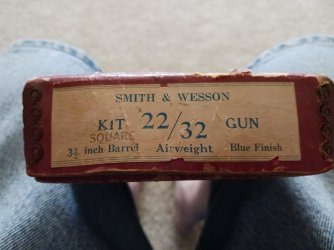 SMITH & WESSON
KIT 22/32 GUN
SQUARE
3½ inch Barrel Airweight Blue Finish